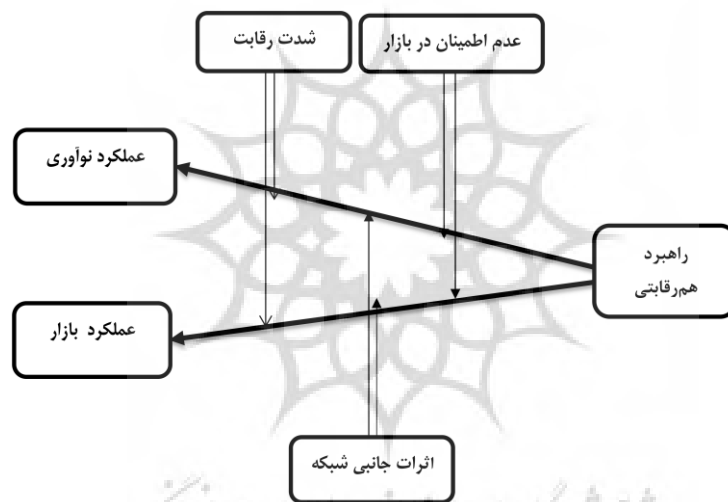 عدم اطمینان در بازار
شدت رقابت
عملکرد نوآوری
راهبرد
هم‌رقابتی
عملکرد بازار
اثرات جانبی شبکه